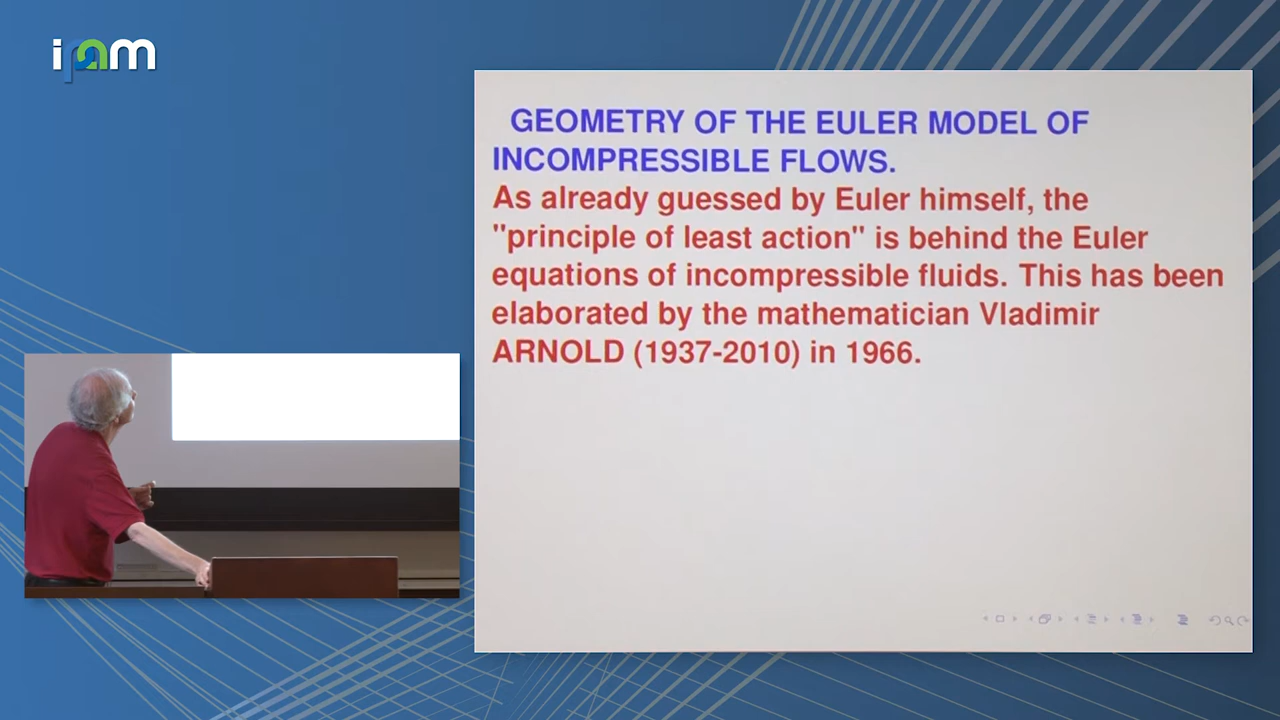 ipam
GEOMETRY OF THE EULER MODEL OF
INCOMPRESSIBLE FLOWS.
As already guessed by Euler himself, the
"principle of least action" is behind the Euler
equations of incompressible fluids. This has been
elaborated by the mathematician Vladimir
ARNOLD (1937-2010) in 1966.